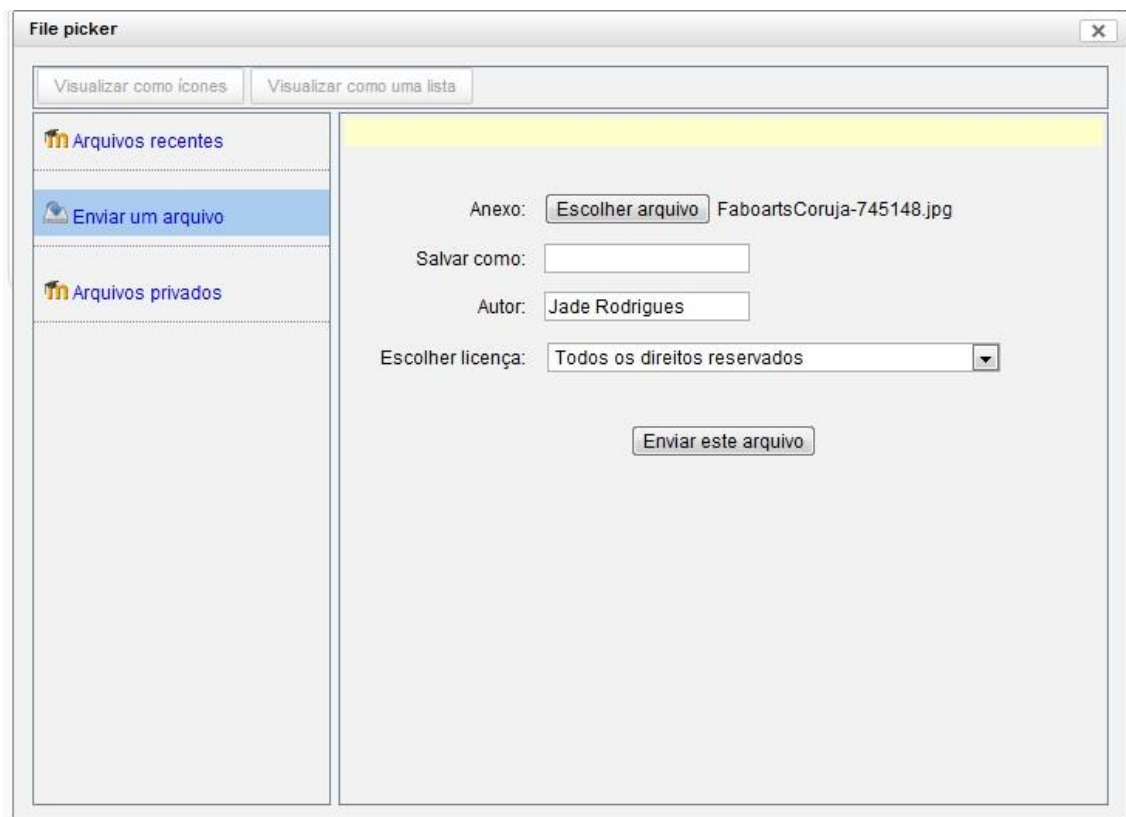 File picker
Visualizar como ícones Visualizar como uma lista
Arquivos recentes
Enviar um arquivo
Arquivos privados
Anexo: Escolher arquivo FaboartsCoruja-745148.jpg
Salvar como:
Autor: Jade Rodrigues
Escolher licença: Todos os direitos reservados
Enviar este arquivo